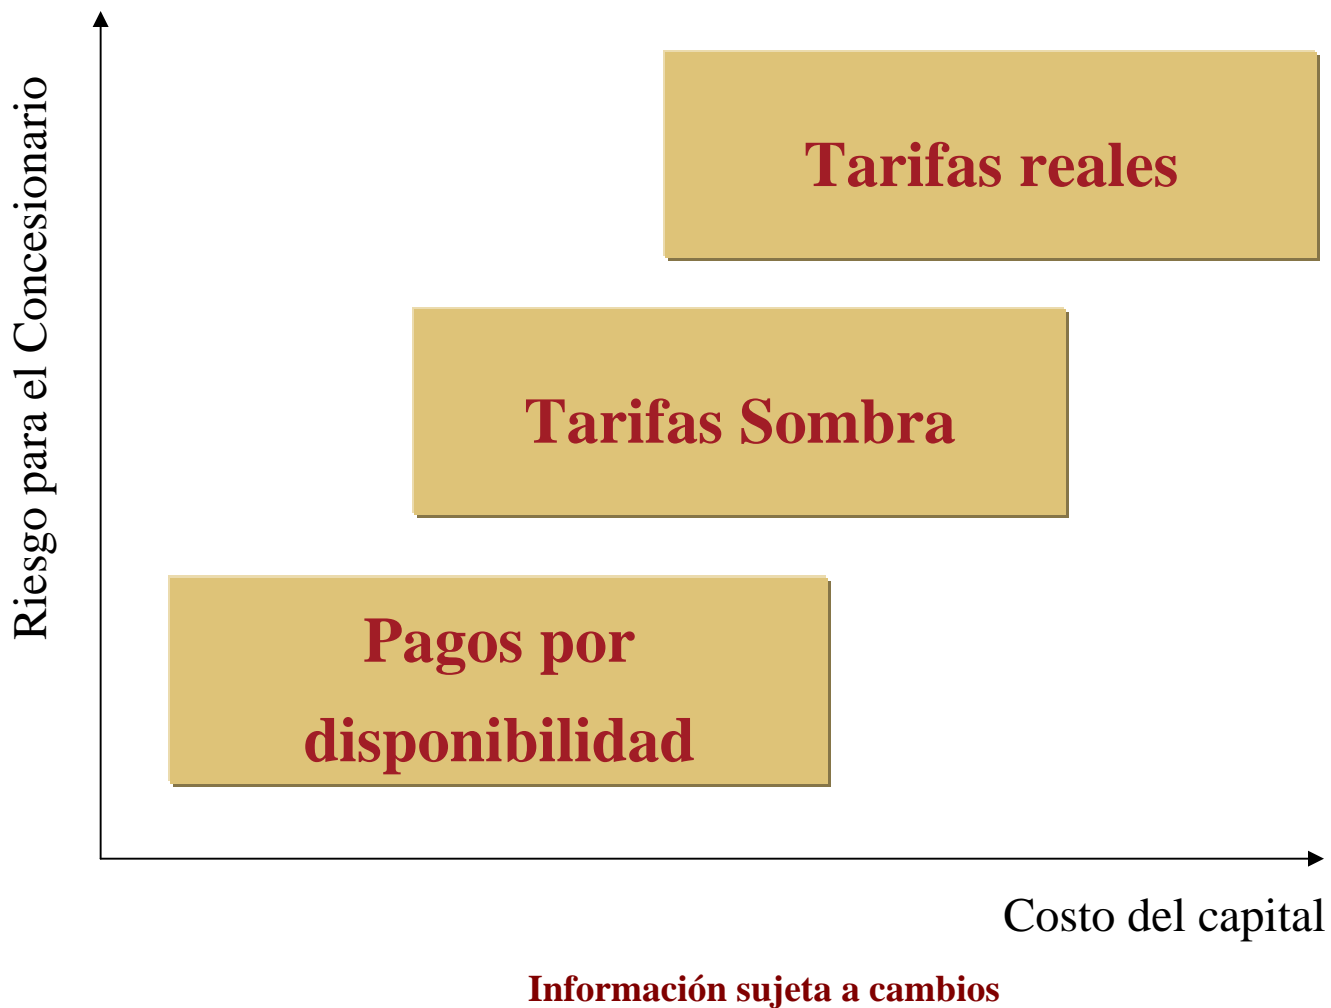 Riesgo para el Concesionario
Tarifas reales
Tarifas Sombra
Pagos por
disponibilidad
Costo del capital
Información sujeta a cambios